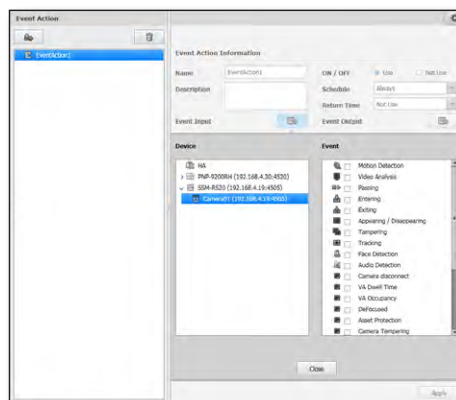 Event Action
EventAction1
Event Action Information
Name
EventAction1
ON / OFF
Use
Not Use
Description
Schedule
Always
Return Time
Not Use
Event Input
Event Output
Device
HA
PNP-9200RH (192.168.4.30:4520)
SSM-RS20 (192.168.4.19:4505)
Camera01 (192.168.4.19:4505)
Event
Motion Detection
Video Analysis
Passing
Entering
Exiting
Appearing / Disappearing
Tampering
Tracking
Face Detection
Audio Detection
Camera disconnect
VA Dwell Time
VA Occupancy
DeFocused
Asset Protection
Camera Tempering
Close
Apply